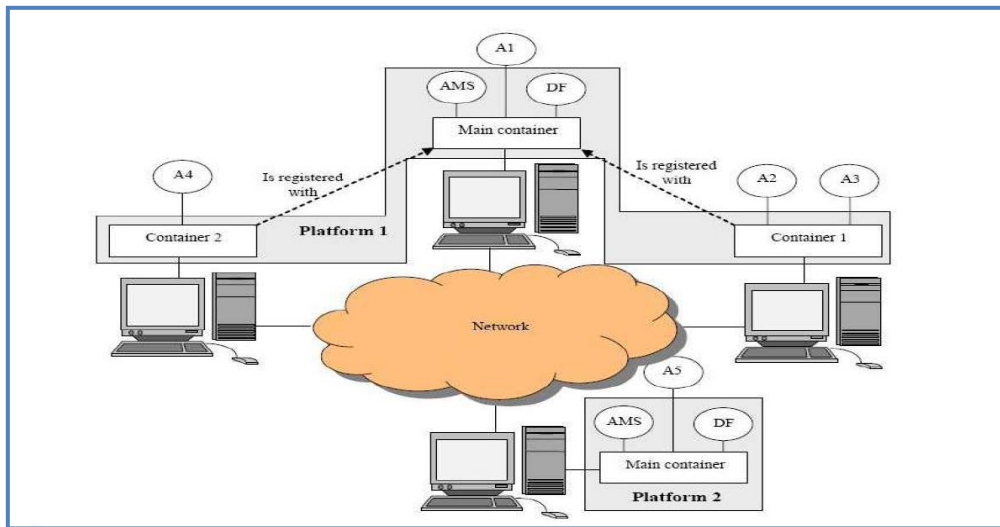 A1
AMS
DF
Main container
A4
Is registered
with
Is registered
with
A2
A3
Container 2
Platform 1
Container 1
Network
A5
AMS
DF
Main container
Platform 2